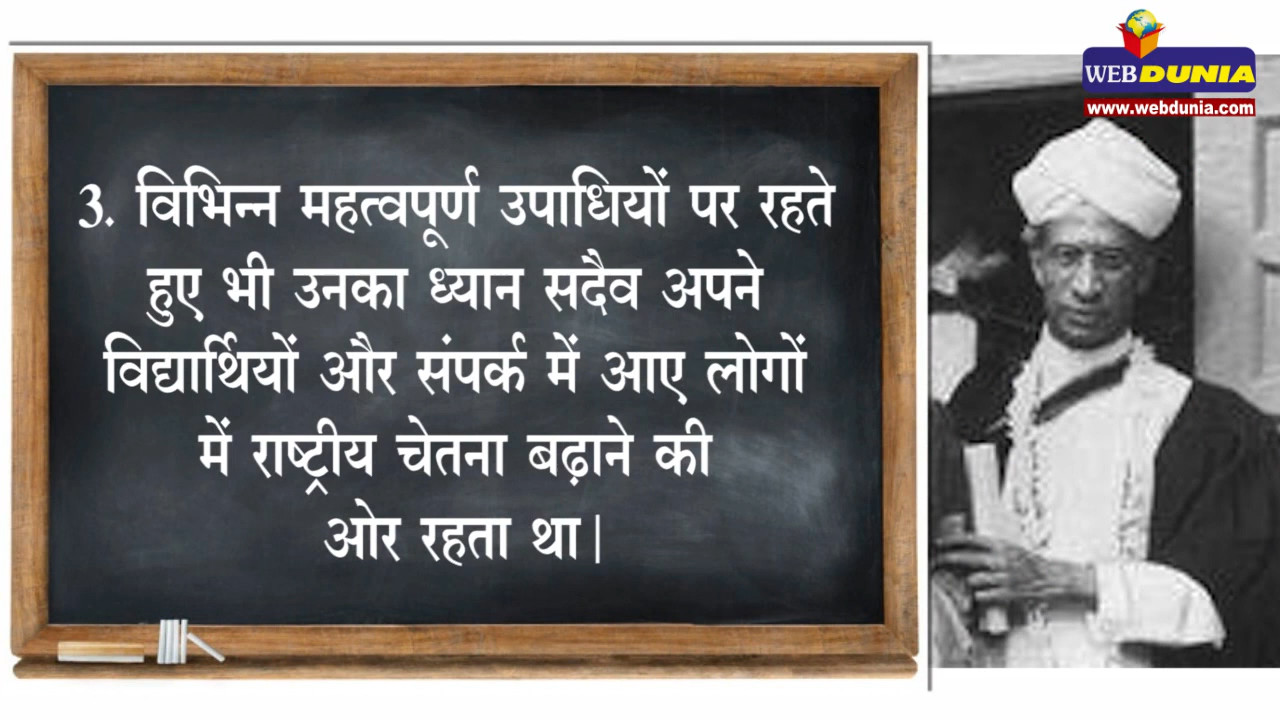 WEBDUNIA
www.webdunia.com
3. विभिन्न महत्वपूर्ण उपाधियों पर रहते
हुए भी उनका ध्यान सदैव अपने
विद्यार्थियों और संपर्क में आए लोगों
में राष्ट्रीय चेतना बढ़ाने की
ओर रहता था।